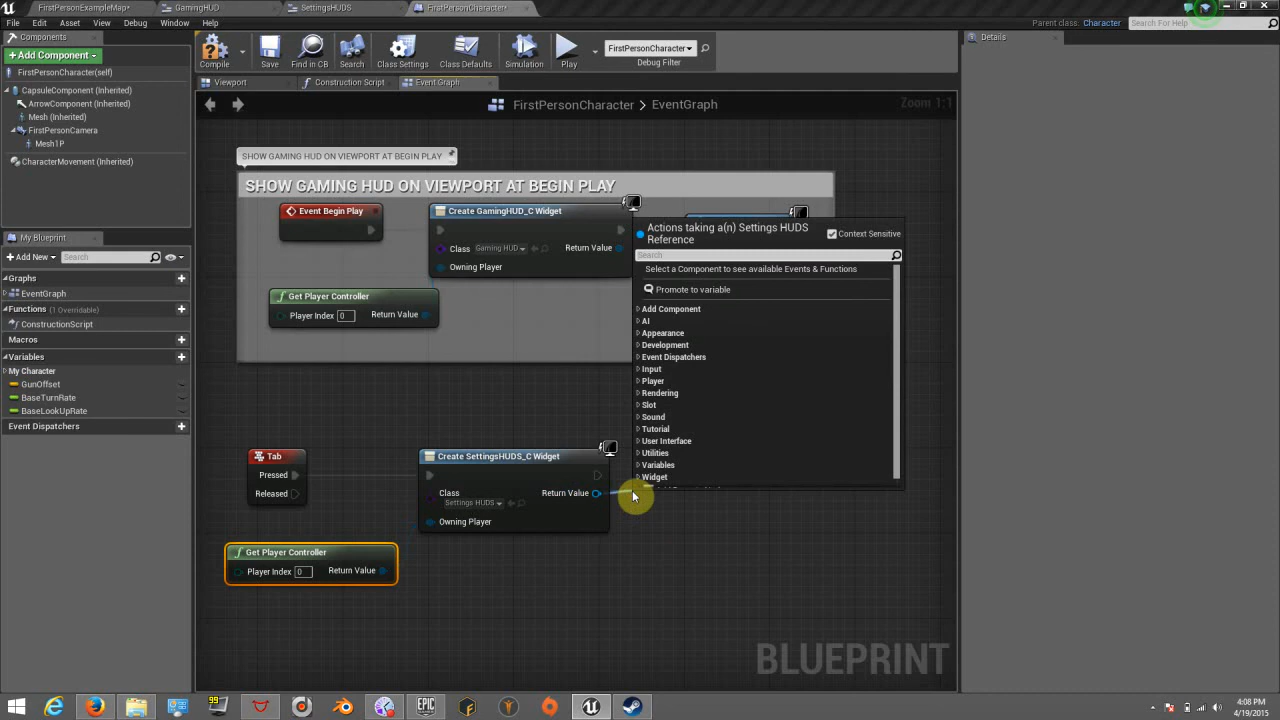 FirstPersonExampleMap*
GamingHUD
SettingsHUDS
FirstPersonCharacter*
File Edit Asset View Debug Window Help
Parent class: Character
Search For Help
Components
+Add Component
FirstPersonCharacter(self)
CapsuleComponent (Inherited)
ArrowComponent (Inherited)
Mesh (Inherited)
FirstPersonCamera
Mesh1P
CharacterMovement (Inherited)
My Blueprint
+Add New
Search
Graphs
EventGraph
Functions (1 Overridable)
ConstructionScript
Macros
Variables
My Character
GunOffset
BaseTurnRate
BaseLookUpRate
Event Dispatchers
Compile
Save
Find in CB
Search
Class Settings
Class Defaults
Simulation
Play
FirstPersonCharacter
Debug Filter
Viewport
Construction Script
Event Graph
FirstPersonCharacter > EventGraph
Zoom 1:1
SHOW GAMING HUD ON VIEWPORT AT BEGIN PLAY
SHOW GAMING HUD ON VIEWPORT AT BEGIN PLAY
Event Begin Play
Create GamingHUD_C Widget
Class Gaming HUD
Return Value
Owning Player
Get Player Controller
Player Index 0
Return Value
Actions taking a(n) Settings HUDS
Reference
Context Sensitive
Search
Select a Component to see available Events & Functions
Promote to variable
Add Component
AI
Appearance
Development
Event Dispatchers
Input
Player
Rendering
Slot
Sound
Tutorial
User Interface
Utilities
Variables
Widget
Tab
Pressed
Released
Create SettingsHUDS_C Widget
Class
Settings HUDS
Return Value
Owning Player
Get Player Controller
Player Index 0
Return Value
BLUEPRINT
Details
99
EPIC
4:08 PM
4/19/2015